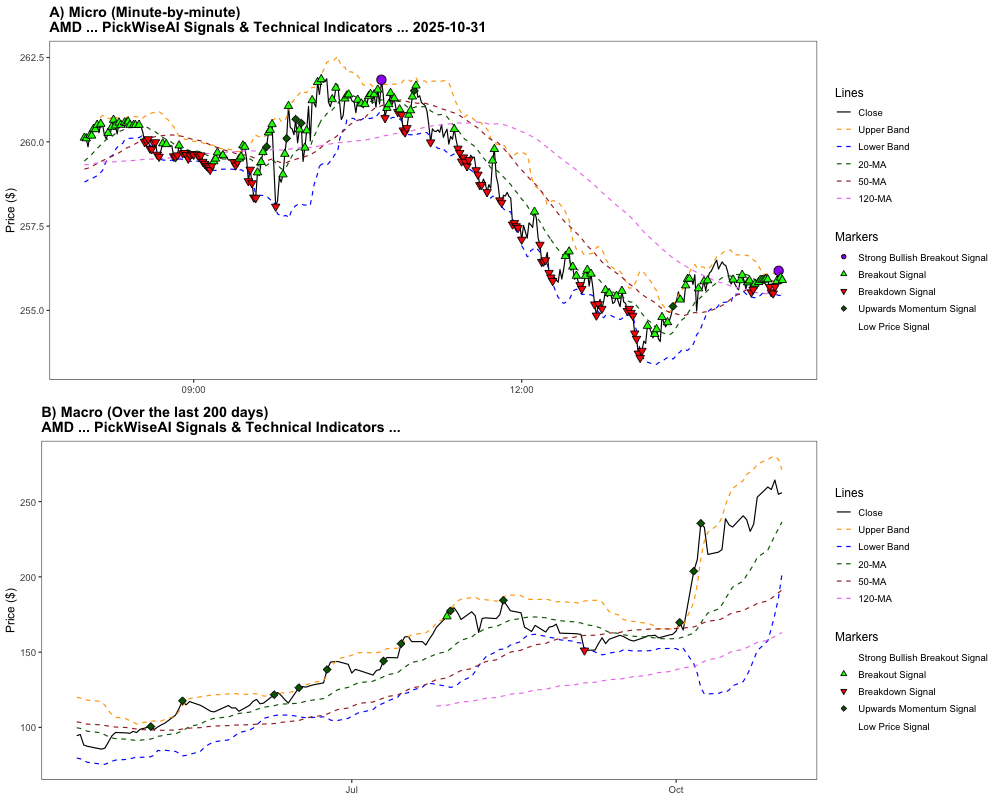 A) Micro (Minute-by-minute)
AMD ... PickWiseAI Signals & Technical Indicators ... 2025-10-31
Price ($)
262.5
260.0
257.5
255.0
09:00
12:00
Lines
Close
Upper Band
Lower Band
20-MA
50-MA
120-MA
Markers
Strong Bullish Breakout Signal
Breakout Signal
Breakdown Signal
Upwards Momentum Signal
Low Price Signal
B) Macro (Over the last 200 days)
AMD ... PickWiseAI Signals & Technical Indicators ...
Price ($)
250
200
150
100
Jul
Oct
Lines
Close
Upper Band
Lower Band
20-MA
50-MA
120-MA
Markers
Strong Bullish Breakout Signal
Breakout Signal
Breakdown Signal
Upwards Momentum Signal
Low Price Signal